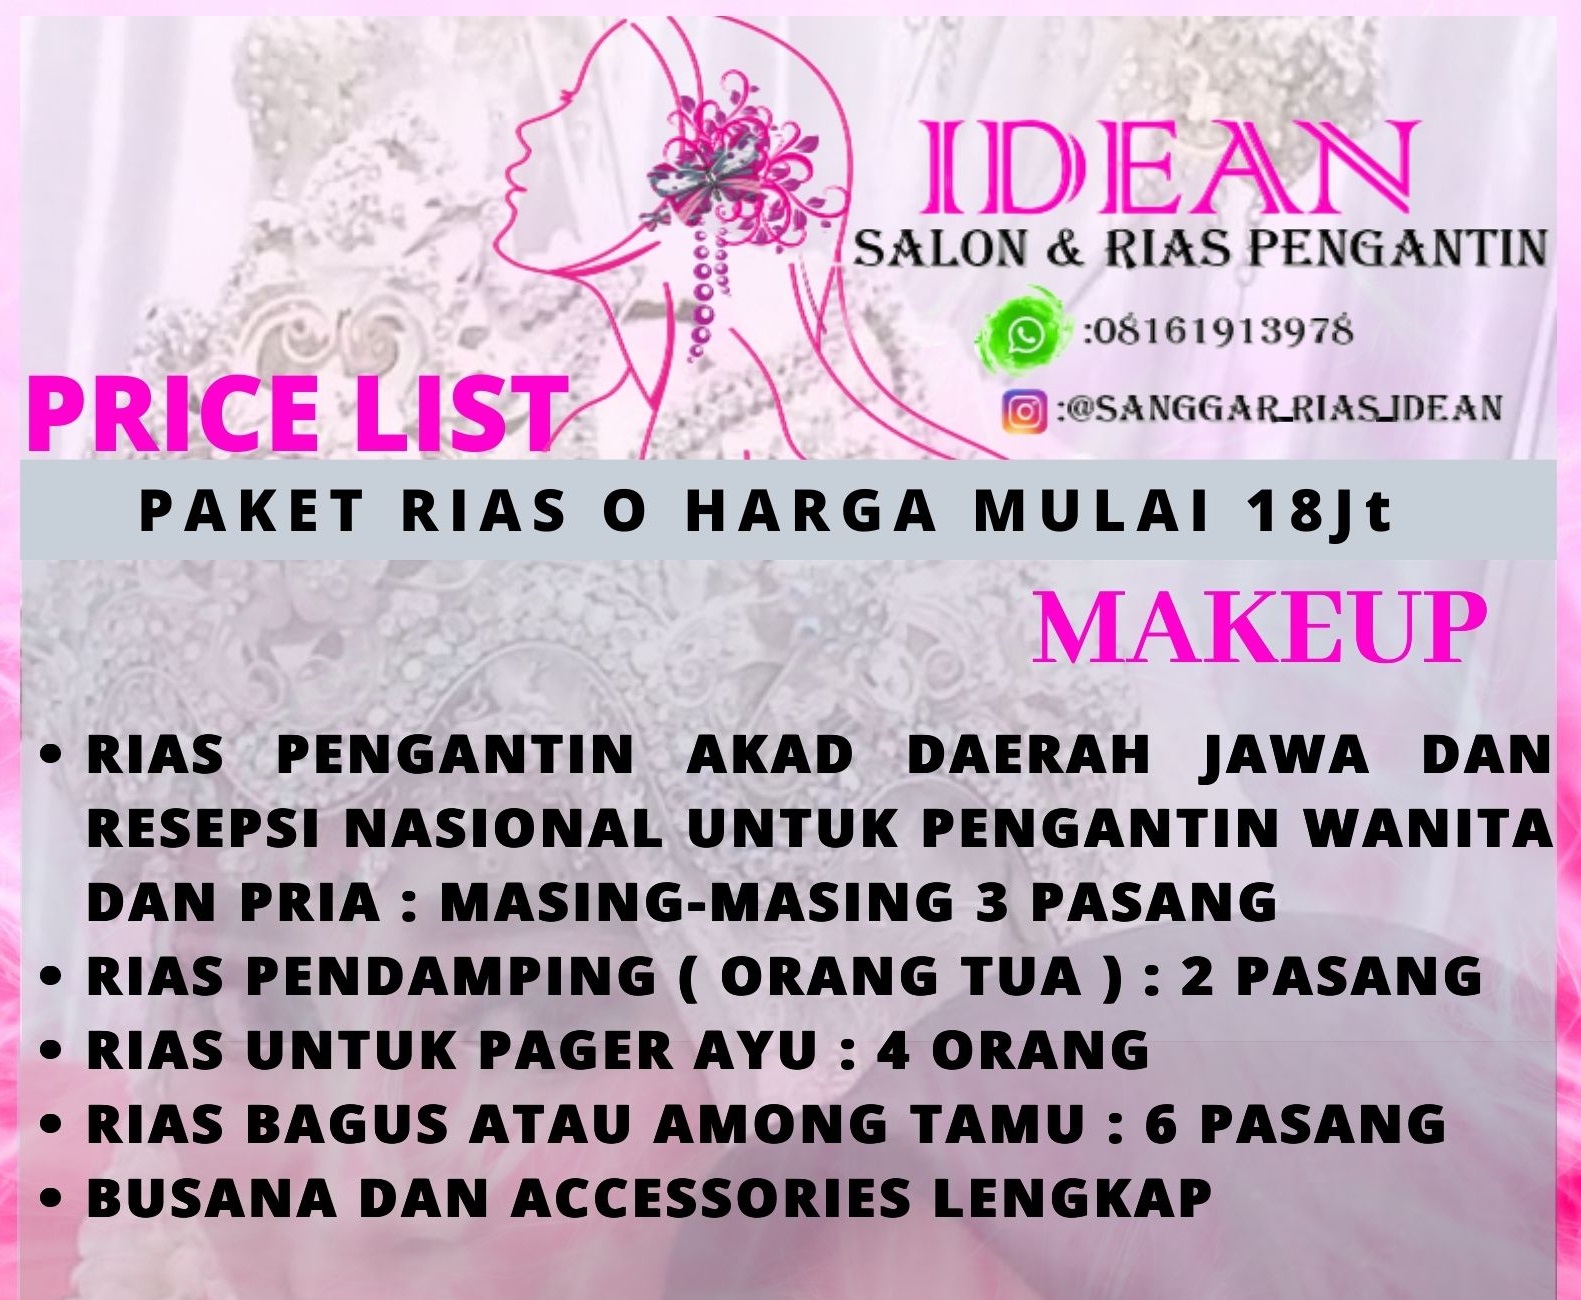 IDEAN
SALON & RIAS PENGANTIN
:08161913978
:@SANGGAR_RIAS_IDEAN
PRICE LIST
PAKET RIAS O HARGA MULAI 18Jt
MAKEUP
• RIAS PENGANTIN AKAD DAERAH JAWA DAN
RESEPSI NASIONAL UNTUK PENGANTIN WANITA
DAN PRIA : MASING-MASING 3 PASANG
• RIAS PENDAMPING ( ORANG TUA ) : 2 PASANG
• RIAS UNTUK PAGER AYU : 4 ORANG
• RIAS BAGUS ATAU AMONG TAMU : 6 PASANG
• BUSANA DAN ACCESSORIES LENGKAP